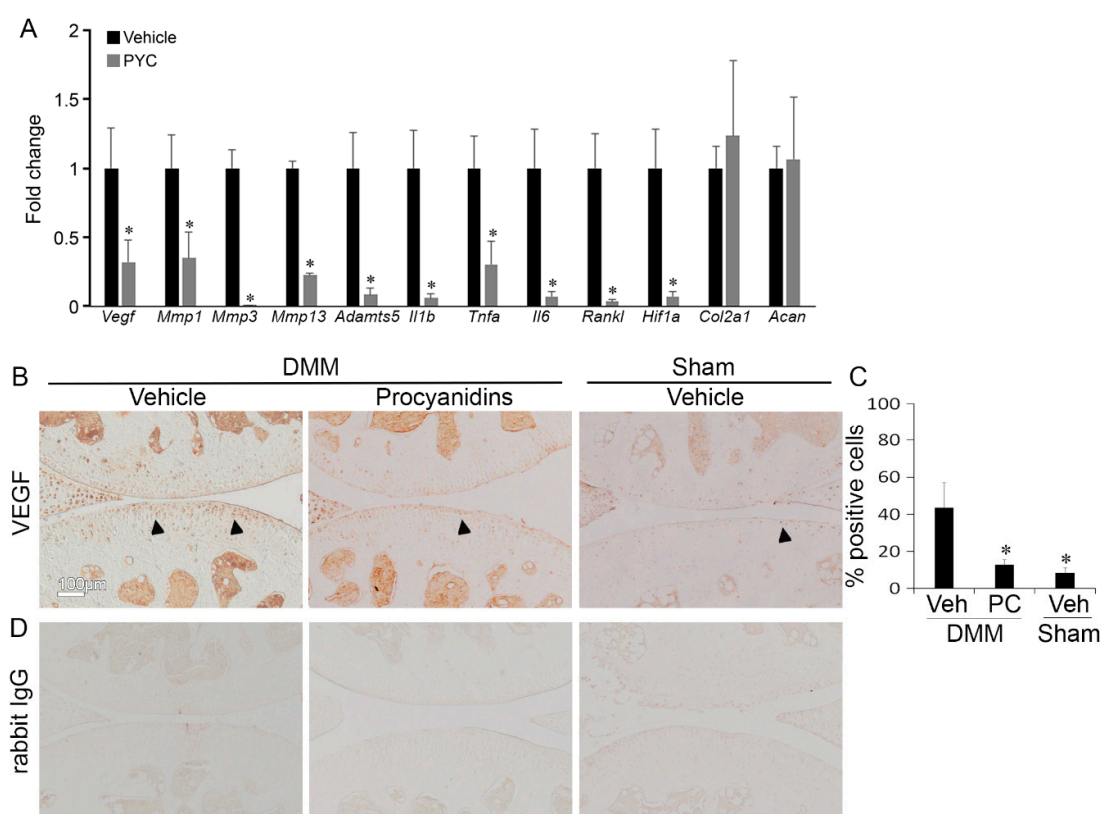 A
Vehicle
PYC
2
1.5
1
0.5
0
Fold change
* * * * * * * * * *
Vegf Mmp1 Mmp3 Mmp13 Adamts5 Il1b Tnfa Il6 Rankl Hif1a Col2a1 Acan
B
DMM Sham
Vehicle Procyanidins Vehicle
VEGF
100μm
C
% positive cells
100
80
60
40
20
0
* *
Veh PC Veh
DMM Sham
D
rabbit IgG